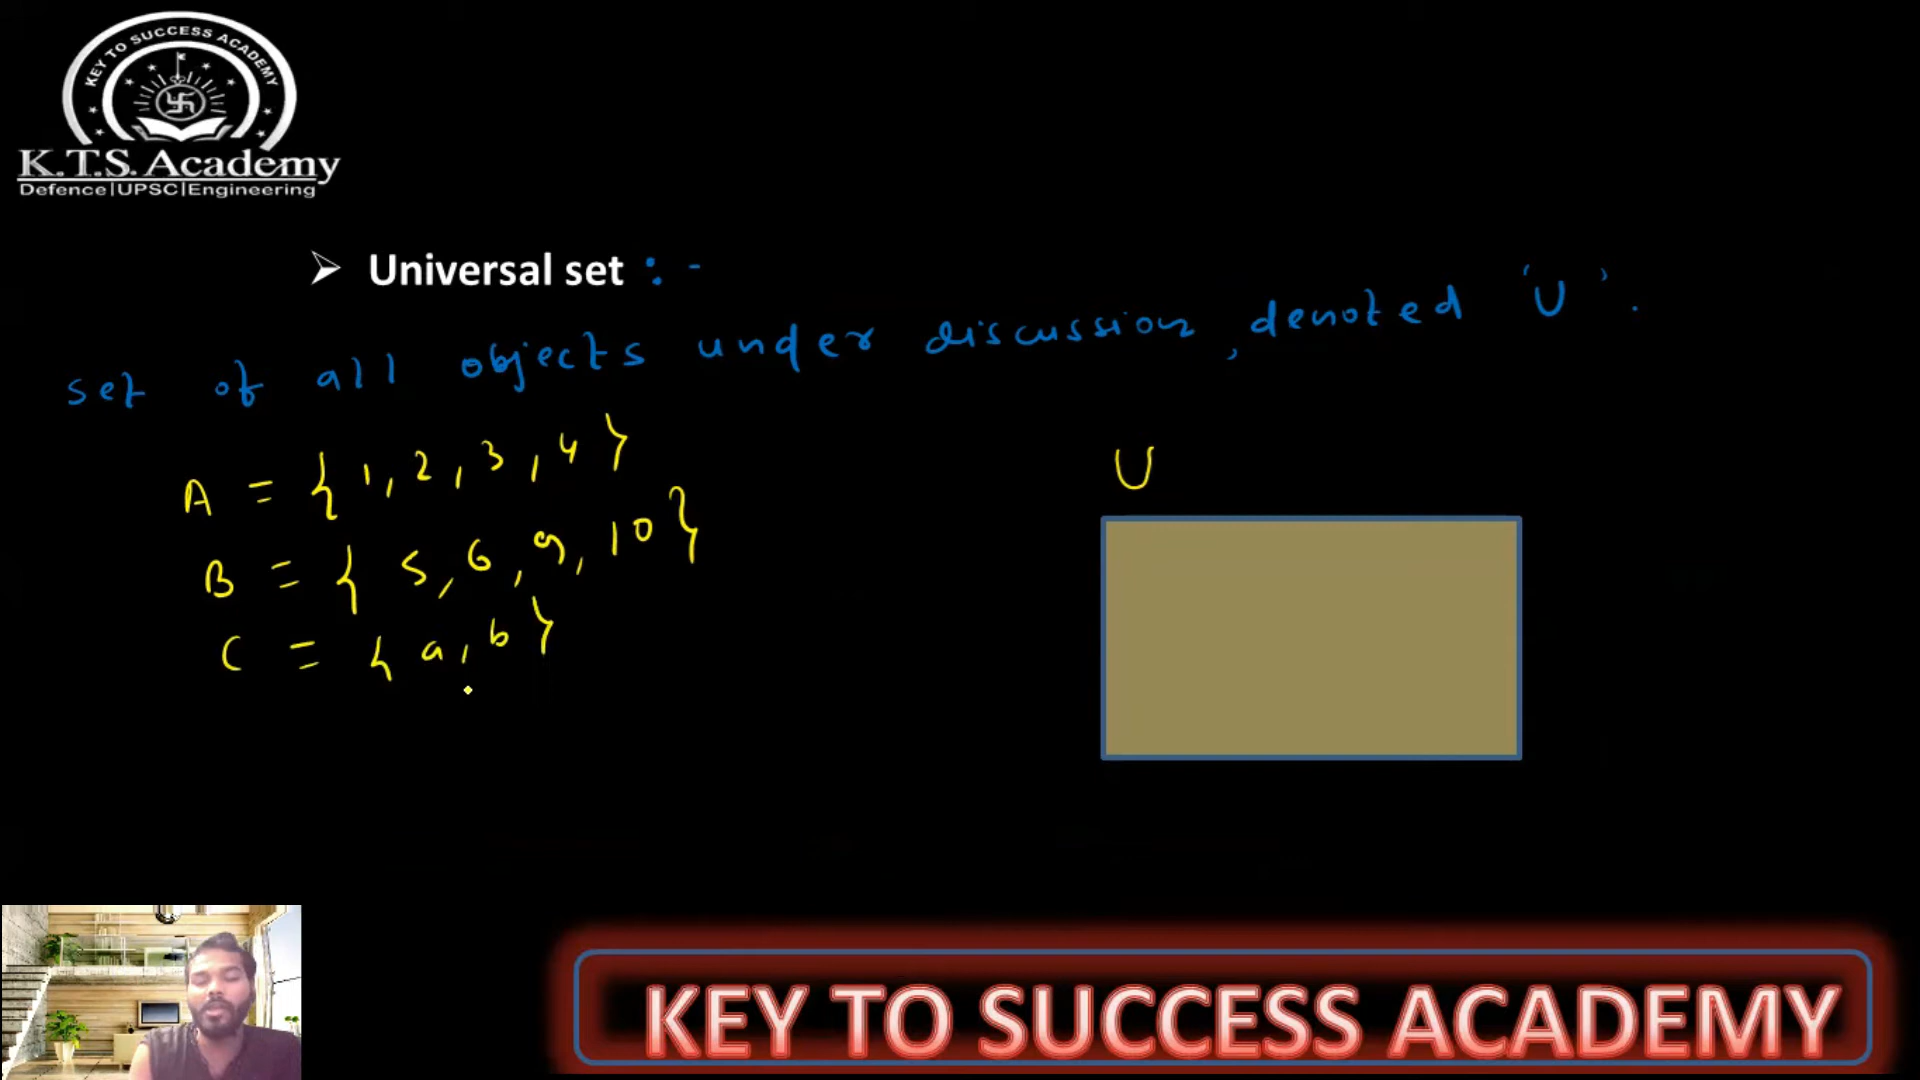 KEY TO SUCCESS ACADEMY
K.T.S. Academy
Defence|UPSC|Engineering
➢ Universal set : -
set of all objects under discussion, denoted 'U'.
A = {1, 2, 3, 4}
B = {5, 6, 9, 10}
C = {a, b}
U
KEY TO SUCCESS ACADEMY